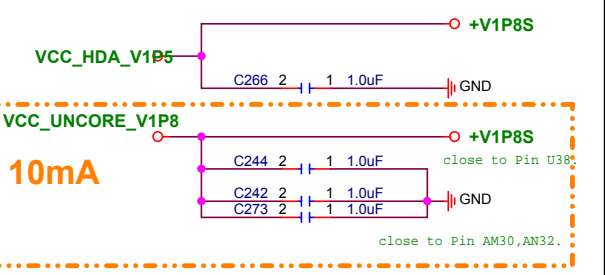 +V1P8S
VCC_HDA_V1P5
C266 2 1 1.0uF GND
VCC_UNCORE_V1P8
+V1P8S
C244 2 1 1.0uF close to Pin U38.
10mA
C242 2 1 1.0uF GND
C273 2 1 1.0uF
close to Pin AM30,AN32.